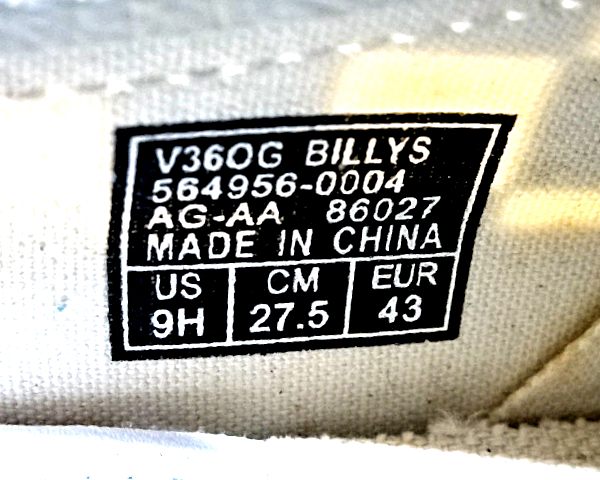 V36OG BILLYS
564956-0004
AG-AA 86027
MADE IN CHINA
US CM EUR
9H 27.5 43